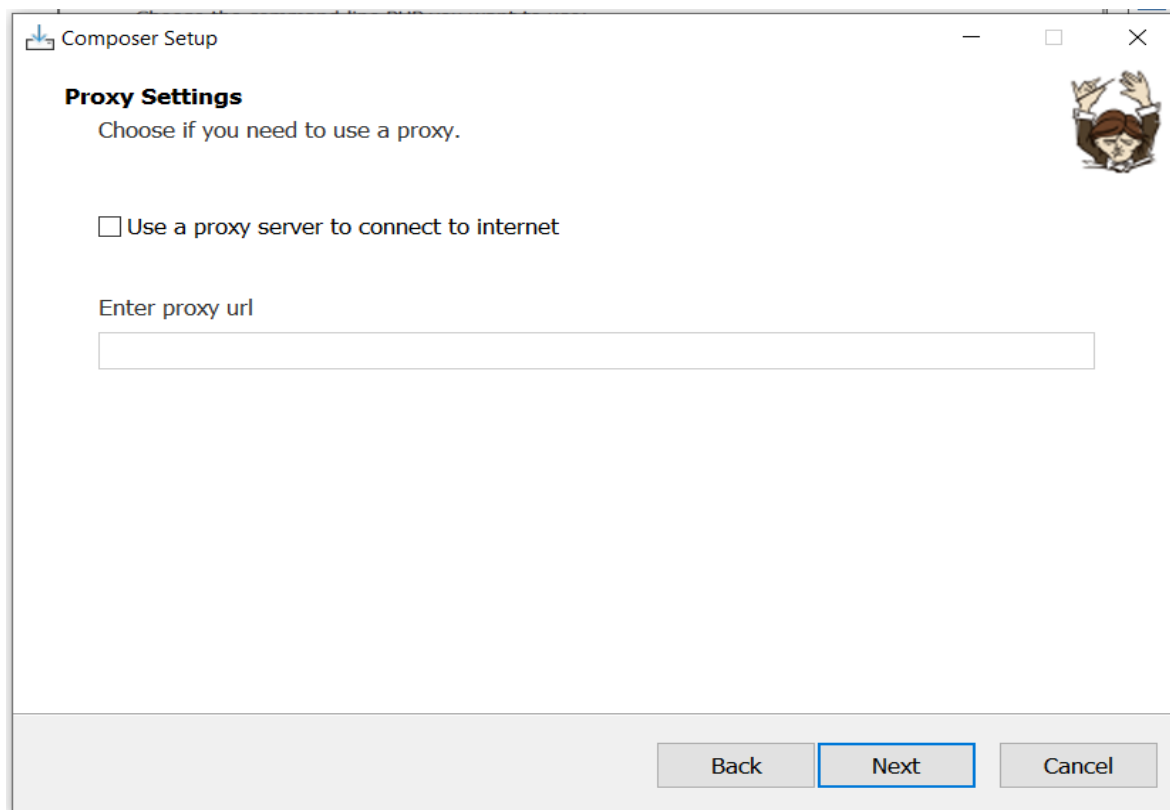 Composer Setup
Proxy Settings
Choose if you need to use a proxy.
Use a proxy server to connect to internet
Enter proxy url
Back
Next
Cancel